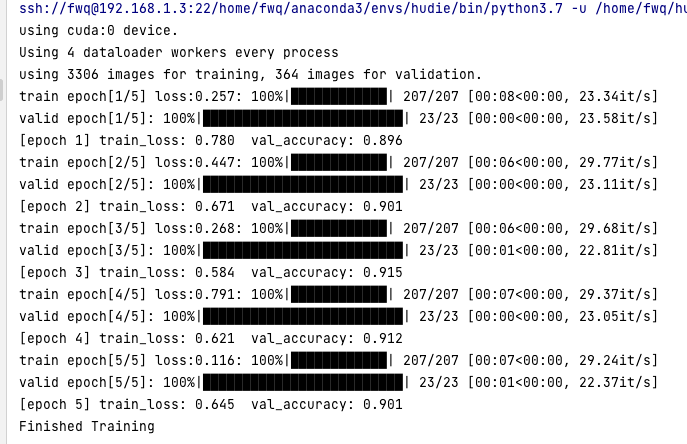 ssh://fwq@192.168.1.3:22/home/fwq/anaconda3/envs/hudie/bin/python3.7 -u /home/fwq/hu
using cuda:0 device.
Using 4 dataloader workers every process
using 3306 images for training, 364 images for validation.
train epoch[1/5] loss:0.257: 100%|████████████| 207/207 [00:08<00:00, 23.34it/s]
valid epoch[1/5]: 100%|█████████████████████████| 23/23 [00:00<00:00, 23.58it/s]
[epoch 1] train_loss: 0.780  val_accuracy: 0.896
train epoch[2/5] loss:0.447: 100%|████████████| 207/207 [00:06<00:00, 29.77it/s]
valid epoch[2/5]: 100%|█████████████████████████| 23/23 [00:00<00:00, 23.11it/s]
[epoch 2] train_loss: 0.671  val_accuracy: 0.901
train epoch[3/5] loss:0.268: 100%|████████████| 207/207 [00:06<00:00, 29.68it/s]
valid epoch[3/5]: 100%|█████████████████████████| 23/23 [00:01<00:00, 22.81it/s]
[epoch 3] train_loss: 0.584  val_accuracy: 0.915
train epoch[4/5] loss:0.791: 100%|████████████| 207/207 [00:07<00:00, 29.37it/s]
valid epoch[4/5]: 100%|█████████████████████████| 23/23 [00:00<00:00, 23.05it/s]
[epoch 4] train_loss: 0.621  val_accuracy: 0.912
train epoch[5/5] loss:0.116: 100%|████████████| 207/207 [00:07<00:00, 29.24it/s]
valid epoch[5/5]: 100%|█████████████████████████| 23/23 [00:01<00:00, 22.37it/s]
[epoch 5] train_loss: 0.645  val_accuracy: 0.901
Finished Training